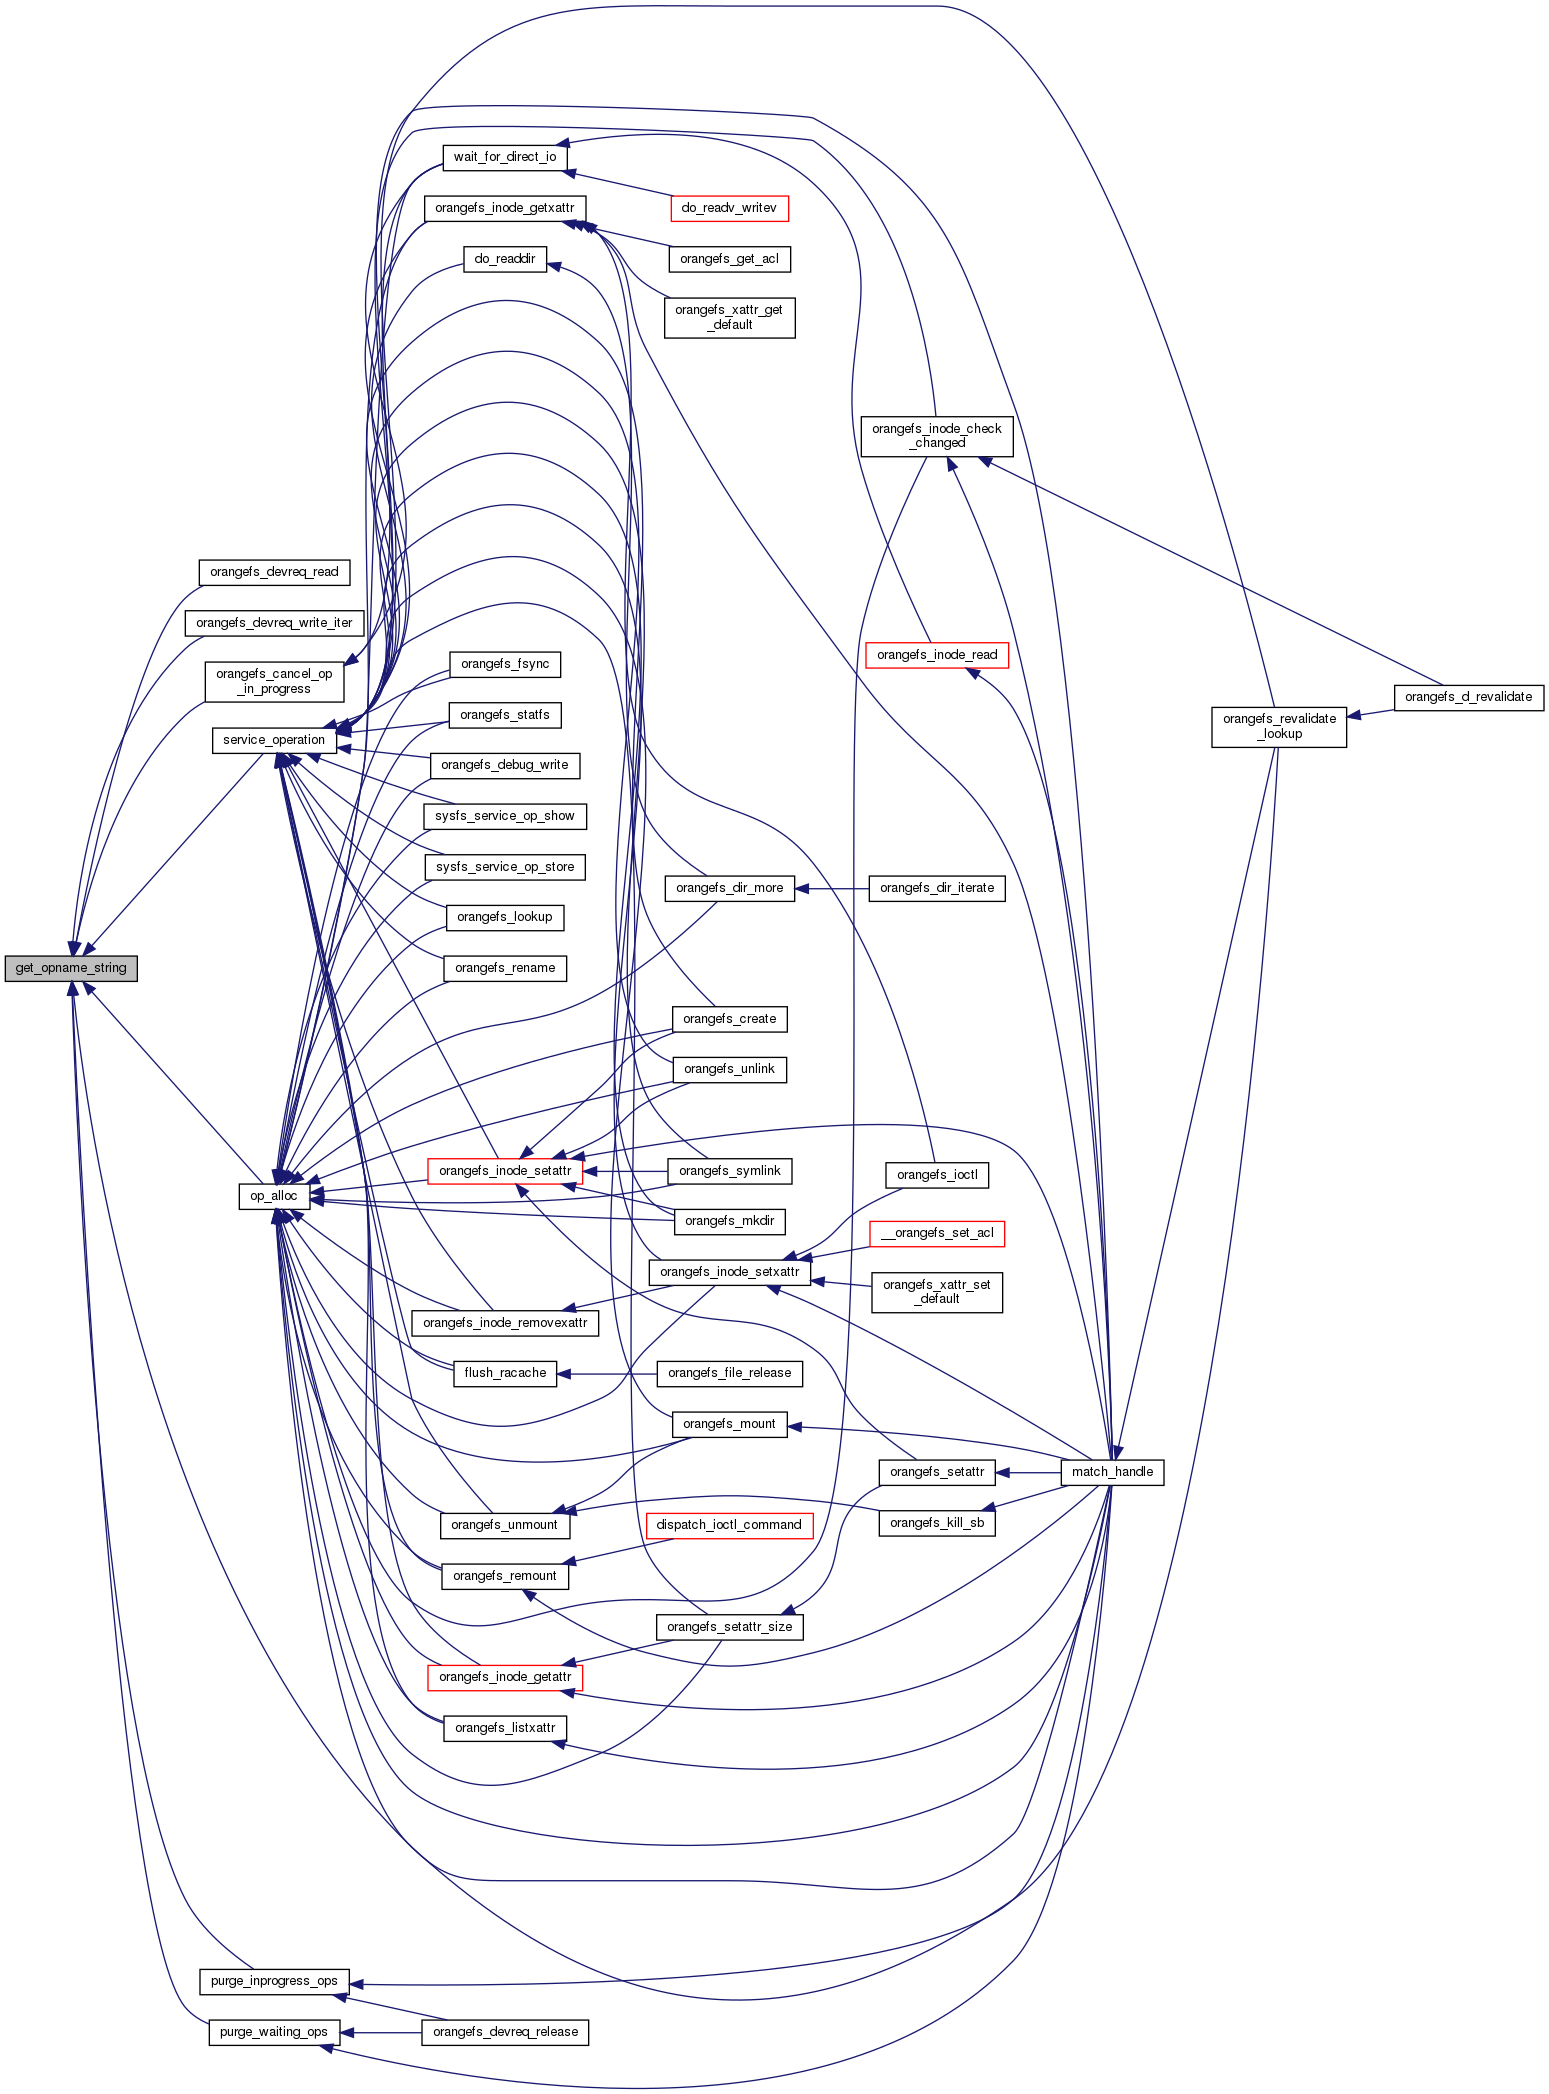 wait_for_direct_io
do_readv_writev
orangefs_inode_getxattr
do_readdir
orangefs_get_acl
orangefs_xattr_get
_default
orangefs_inode_check
_changed
orangefs_devreq_read
orangefs_devreq_write_iter
orangefs_cancel_op
_in_progress
orangefs_fsync
orangefs_inode_read
orangefs_d_revalidate
service_operation
orangefs_statfs
orangefs_revalidate
_lookup
orangefs_debug_write
sysfs_service_op_show
sysfs_service_op_store
orangefs_dir_more
orangefs_dir_iterate
orangefs_lookup
get_opname_string
orangefs_rename
orangefs_create
orangefs_unlink
orangefs_inode_setattr
orangefs_symlink
orangefs_ioctl
op_alloc
orangefs_mkdir
__orangefs_set_acl
orangefs_inode_setxattr
orangefs_xattr_set
_default
orangefs_inode_removexattr
flush_racache
orangefs_file_release
orangefs_mount
orangefs_setattr
match_handle
orangefs_unmount
dispatch_ioctl_command
orangefs_kill_sb
orangefs_remount
orangefs_setattr_size
orangefs_inode_getattr
orangefs_listxattr
purge_inprogress_ops
purge_waiting_ops
orangefs_devreq_release